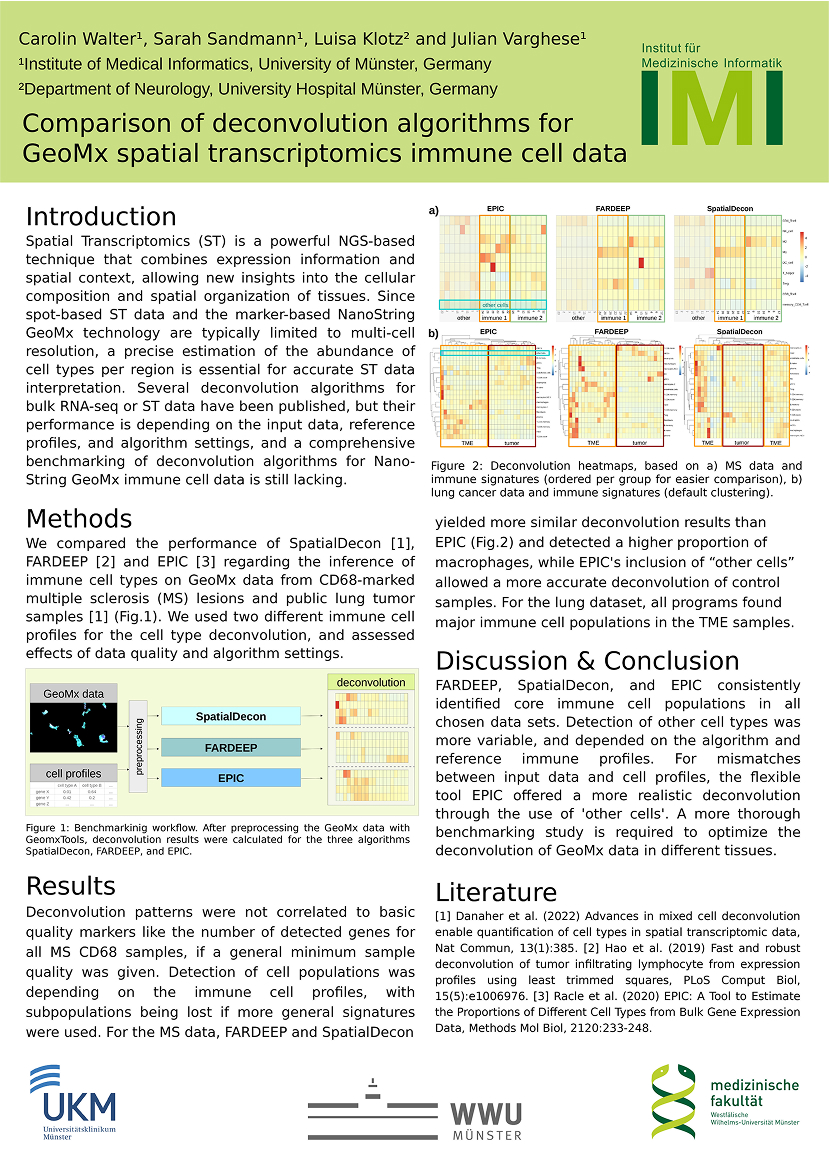 Carolin Walter¹, Sarah Sandmann¹, Luisa Klotz² and Julian Varghese¹
¹Institute of Medical Informatics, University of Münster, Germany
²Department of Neurology, University Hospital Münster, Germany
Comparison of deconvolution algorithms for
GeoMx spatial transcriptomics immune cell data
Institut für
Medizinische Informatik
IMI
Introduction
Spatial Transcriptomics (ST) is a powerful NGS-based
technique that combines expression information and
spatial context, allowing new insights into the cellular
composition and spatial organization of tissues. Since
spot-based ST data and the marker-based NanoString
GeoMx technology are typically limited to multi-cell
resolution, a precise estimation of the abundance of
cell types per region is essential for accurate ST data
interpretation. Several deconvolution algorithms for
bulk RNA-seq or ST data have been published, but their
performance is depending on the input data, reference
profiles, and algorithm settings, and a comprehensive
benchmarking of deconvolution algorithms for Nano-
String GeoMx immune cell data is still lacking.
Methods
We compared the performance of SpatialDecon [1],
FARDEEP [2] and EPIC [3] regarding the inference of
immune cell types on GeoMx data from CD68-marked
multiple sclerosis (MS) lesions and public lung tumor
samples [1] (Fig.1). We used two different immune cell
profiles for the cell type deconvolution, and assessed
effects of data quality and algorithm settings.
GeoMx data
cell profiles
cell type A cell type B ...
gene X 0.31 0.64 ...
gene Y 0.42 0.2 ...
gene Z ... ... ...
preprocessing
SpatialDecon
FARDEEP
EPIC
deconvolution
Figure 1: Benchmarkinig workflow. After preprocessing the GeoMx data with
GeomxTools, deconvolution results were calculated for the three algorithms
SpatialDecon, FARDEEP, and EPIC.
Results
Deconvolution patterns were not correlated to basic
quality markers like the number of detected genes for
all MS CD68 samples, if a general minimum sample
quality was given. Detection of cell populations was
depending on the immune cell profiles, with
subpopulations being lost if more general signatures
were used. For the MS data, FARDEEP and SpatialDecon
a)
EPIC
FARDEEP
SpatialDecon
other cells
other immune 1 immune 2
other immune 1 immune 2
other immune 1 immune 2
b)
EPIC
FARDEEP
SpatialDecon
TME tumor
TME tumor
TME tumor TME
Figure 2: Deconvolution heatmaps, based on a) MS data and
immune signatures (ordered per group for easier comparison), b)
lung cancer data and immune signatures (default clustering).
yielded more similar deconvolution results than
EPIC (Fig.2) and detected a higher proportion of
macrophages, while EPIC's inclusion of “other cells”
allowed a more accurate deconvolution of control
samples. For the lung dataset, all programs found
major immune cell populations in the TME samples.
Discussion & Conclusion
FARDEEP, SpatialDecon, and EPIC consistently
identified core immune cell populations in all
chosen data sets. Detection of other cell types was
more variable, and depended on the algorithm and
reference immune profiles. For mismatches
between input data and cell profiles, the flexible
tool EPIC offered a more realistic deconvolution
through the use of 'other cells'. A more thorough
benchmarking study is required to optimize the
deconvolution of GeoMx data in different tissues.
Literature
[1] Danaher et al. (2022) Advances in mixed cell deconvolution
enable quantification of cell types in spatial transcriptomic data,
Nat Commun, 13(1):385. [2] Hao et al. (2019) Fast and robust
deconvolution of tumor infiltrating lymphocyte from expression
profiles using least trimmed squares, PLoS Comput Biol,
15(5):e1006976. [3] Racle et al. (2020) EPIC: A Tool to Estimate
the Proportions of Different Cell Types from Bulk Gene Expression
Data, Methods Mol Biol, 2120:233-248.
UKM
Universitätsklinikum
Münster
WWU
MÜNSTER
medizinische
fakultät
Westfälische
Wilhelms-Universität Münster